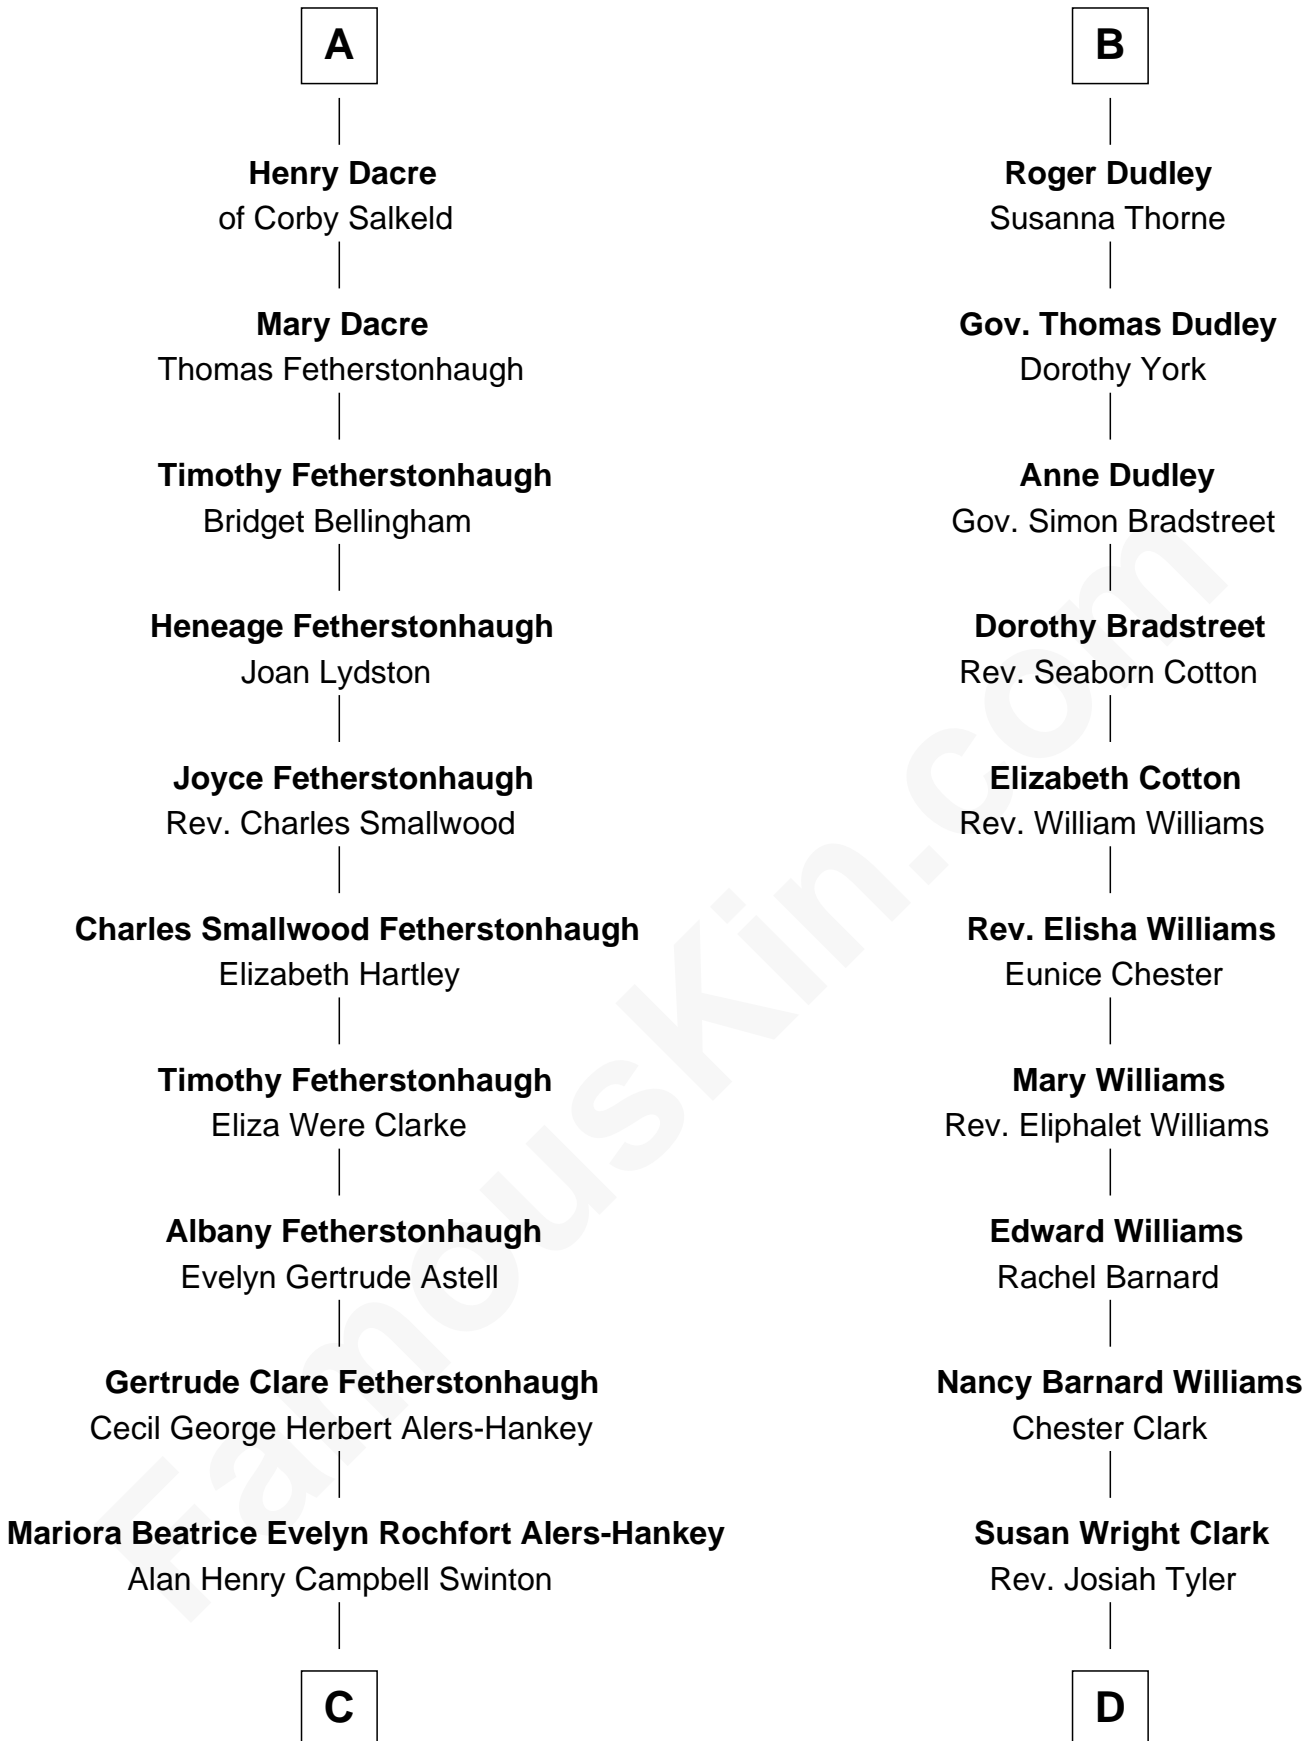 A
Henry Dacre
of Corby Salkeld
Mary Dacre
Thomas Fetherstonhaugh
Timothy Fetherstonhaugh
Bridget Bellingham
Heneage Fetherstonhaugh
Joan Lydston
Joyce Fetherstonhaugh
Rev. Charles Smallwood
Charles Smallwood Fetherstonhaugh
Elizabeth Hartley
Timothy Fetherstonhaugh
Eliza Were Clarke
Albany Fetherstonhaugh
Evelyn Gertrude Astell
Gertrude Clare Fetherstonhaugh
Cecil George Herbert Alers-Hankey
Mariora Beatrice Evelyn Rochfort Alers-Hankey
Alan Henry Campbell Swinton
C
B
Roger Dudley
Susanna Thorne
Gov. Thomas Dudley
Dorothy York
Anne Dudley
Gov. Simon Bradstreet
Dorothy Bradstreet
Rev. Seaborn Cotton
Elizabeth Cotton
Rev. William Williams
Rev. Elisha Williams
Eunice Chester
Mary Williams
Rev. Eliphalet Williams
Edward Williams
Rachel Barnard
Nancy Barnard Williams
Chester Clark
Susan Wright Clark
Rev. Josiah Tyler
D
FamousKin.com